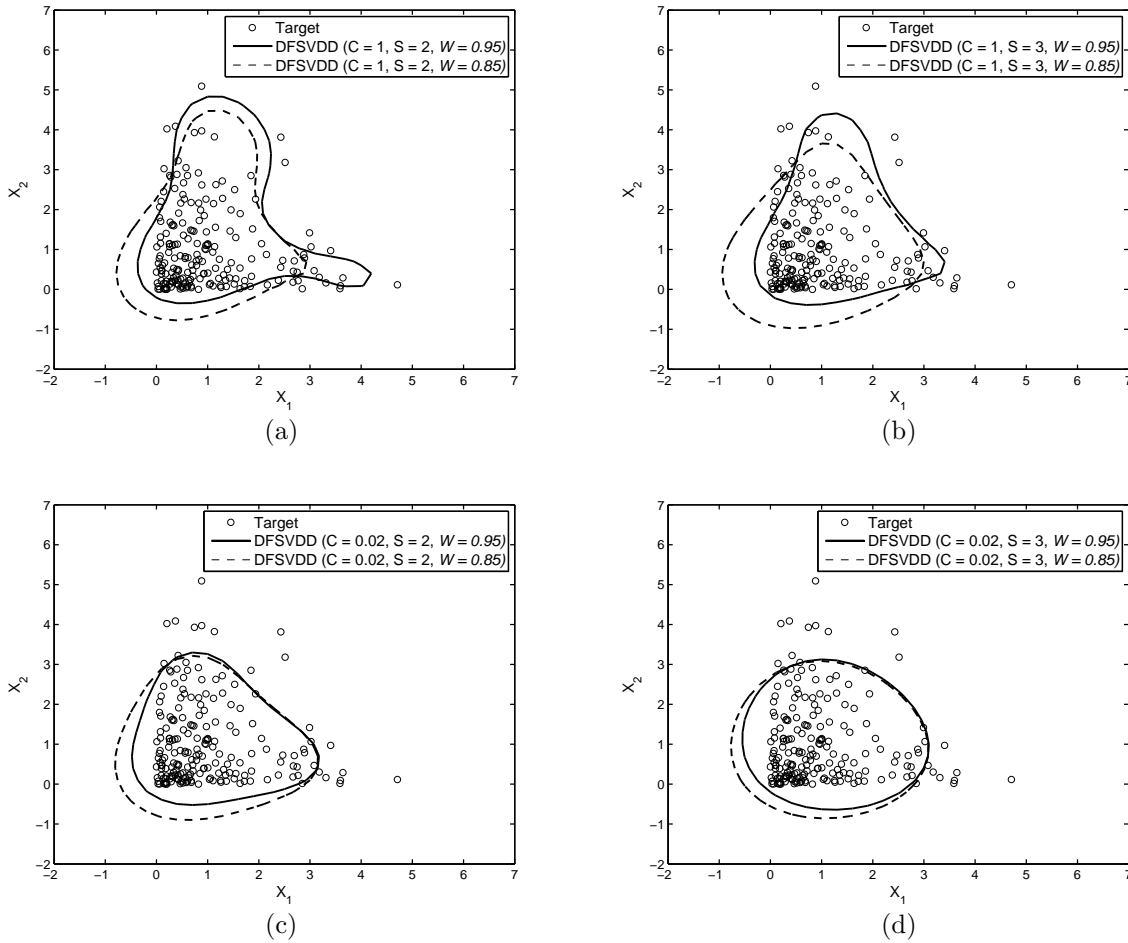 7
6
5
4
3
2
1
0
−1
−2
X2
Target
DFSVDD (C = 1, S = 2, W = 0.95)
DFSVDD (C = 1, S = 2, W = 0.85)
−2 −1 0 1 2 3 4 5 6 7
X1
(a)
7
6
5
4
3
2
1
0
−1
−2
X2
Target
DFSVDD (C = 1, S = 3, W = 0.95)
DFSVDD (C = 1, S = 3, W = 0.85)
−2 −1 0 1 2 3 4 5 6 7
X1
(b)
7
6
5
4
3
2
1
0
−1
−2
X2
Target
DFSVDD (C = 0.02, S = 2, W = 0.95)
DFSVDD (C = 0.02, S = 2, W = 0.85)
−2 −1 0 1 2 3 4 5 6 7
X1
(c)
7
6
5
4
3
2
1
0
−1
−2
X2
Target
DFSVDD (C = 0.02, S = 3, W = 0.95)
DFSVDD (C = 0.02, S = 3, W = 0.85)
−2 −1 0 1 2 3 4 5 6 7
X1
(d)